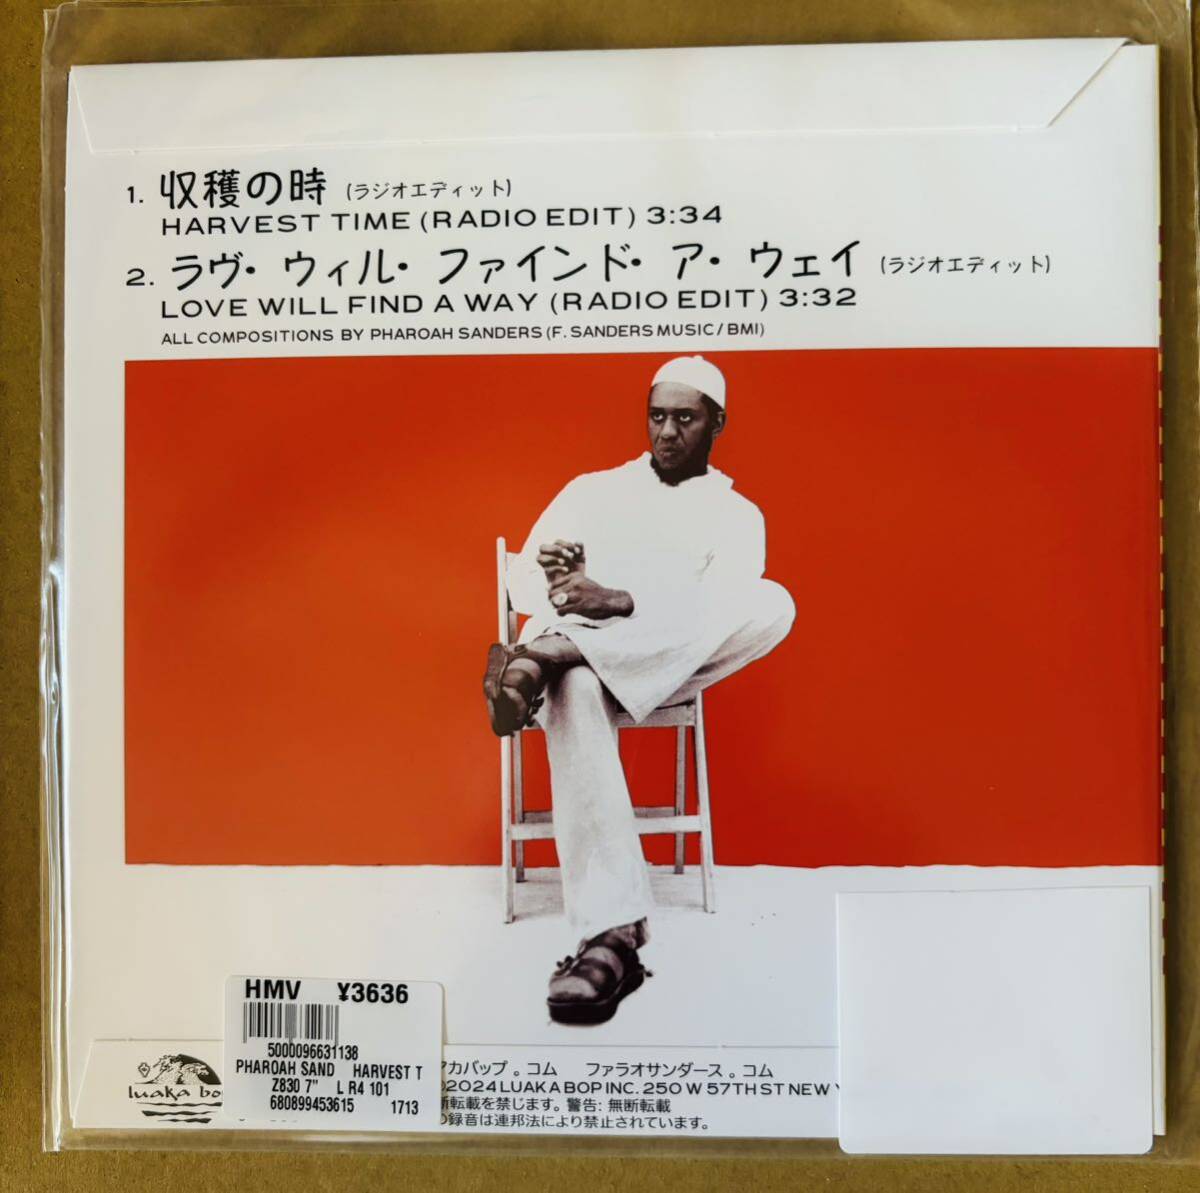 1. 収穫の時 (ラジオエディット)
HARVEST TIME (RADIO EDIT) 3:34
2. ラヴ・ウィル・ファインド・ア・ウェイ (ラジオエディット)
LOVE WILL FIND A WAY (RADIO EDIT) 3:32
ALL COMPOSITIONS BY PHAROAH SANDERS (F. SANDERS MUSIC / BMI)
HMV ¥3636
5000096631138
PHAROAH SAND HARVEST T
Z830 7" L R4 101
680899453615 1713
luaka bo
アカバップ。コム ファラオサンダース。コム
©2024 LUAKA BOP INC. 250 W 57TH ST NEW
断転載を禁じます。警告: 無断転載
の録音は連邦法により禁止されています。